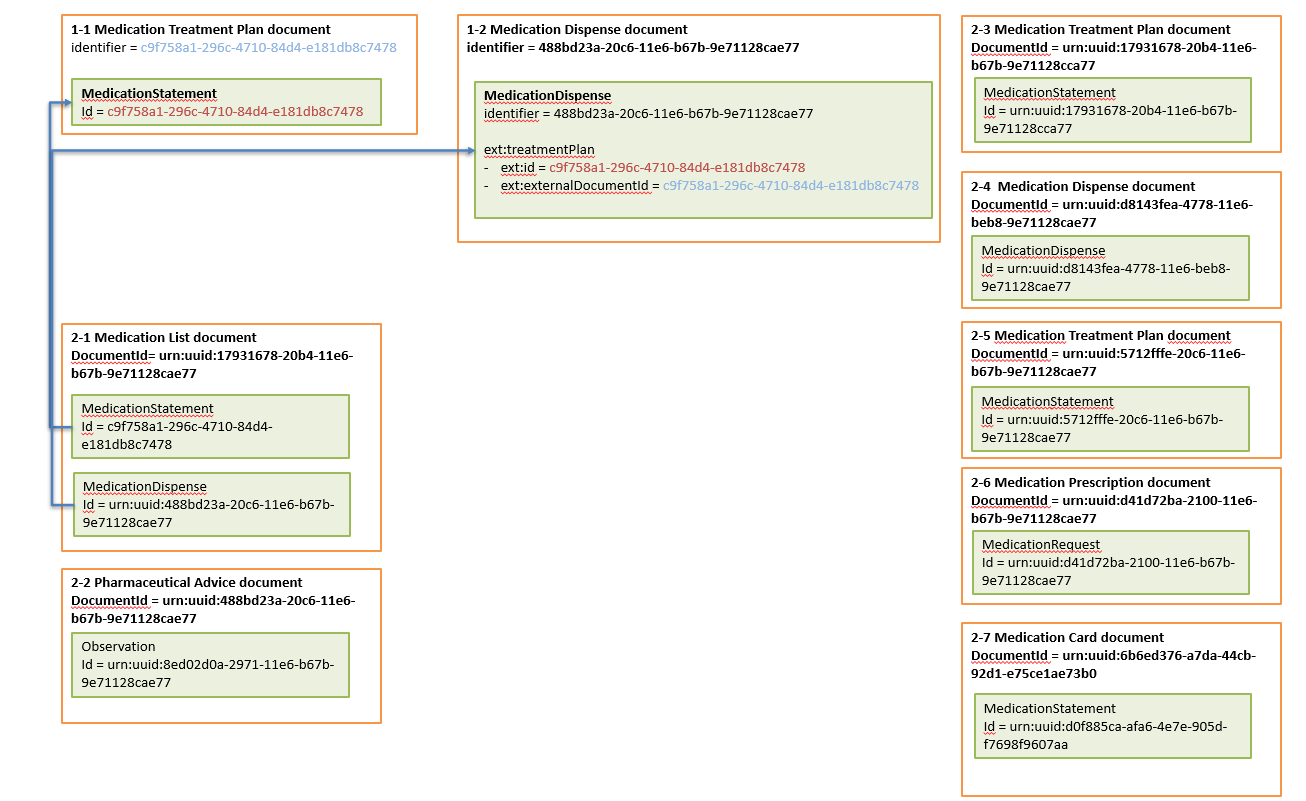 1-1 Medication Treatment Plan document
identifier = c9f758a1-296c-4710-84d4-e181db8c7478
MedicationStatement
Id = c9f758a1-296c-4710-84d4-e181db8c7478
1-2 Medication Dispense document
identifier = 488bd23a-20c6-11e6-b67b-9e71128cae77
MedicationDispense
identifier = 488bd23a-20c6-11e6-b67b-9e71128cae77
ext:treatmentPlan
- ext:id = c9f758a1-296c-4710-84d4-e181db8c7478
- ext:externalDocumentId = c9f758a1-296c-4710-84d4-e181db8c7478
2-1 Medication List document
DocumentId= urn:uuid:17931678-20b4-11e6-
b67b-9e71128cae77
MedicationStatement
Id = c9f758a1-296c-4710-84d4-
e181db8c7478
MedicationDispense
Id = urn:uuid:488bd23a-20c6-11e6-b67b-
9e71128cae77
2-2 Pharmaceutical Advice document
DocumentId = urn:uuid:488bd23a-20c6-11e6-
b67b-9e71128cae77
Observation
Id = urn:uuid:8ed02d0a-2971-11e6-b67b-
9e71128cae77
2-3 Medication Treatment Plan document
DocumentId = urn:uuid:17931678-20b4-11e6-
b67b-9e71128cca77
MedicationStatement
Id = urn:uuid:17931678-20b4-11e6-b67b-
9e71128cca77
2-4 Medication Dispense document
DocumentId = urn:uuid:d8143fea-4778-11e6-
beb8-9e71128cae77
MedicationDispense
Id = urn:uuid:d8143fea-4778-11e6-beb8-
9e71128cae77
2-5 Medication Treatment Plan document
DocumentId = urn:uuid:5712fffe-20c6-11e6-
b67b-9e71128cae77
MedicationStatement
Id = urn:uuid:5712fffe-20c6-11e6-b67b-
9e71128cae77
2-6 Medication Prescription document
DocumentId = urn:uuid:d41d72ba-2100-11e6-
b67b-9e71128cae77
MedicationRequest
Id = urn:uuid:d41d72ba-2100-11e6-b67b-
9e71128cae77
2-7 Medication Card document
DocumentId = urn:uuid:6b6ed376-a7da-44cb-
92d1-e75ce1ae73b0
MedicationStatement
Id = urn:uuid:d0f885ca-afa6-4e7e-905d-
f7698f9607aa